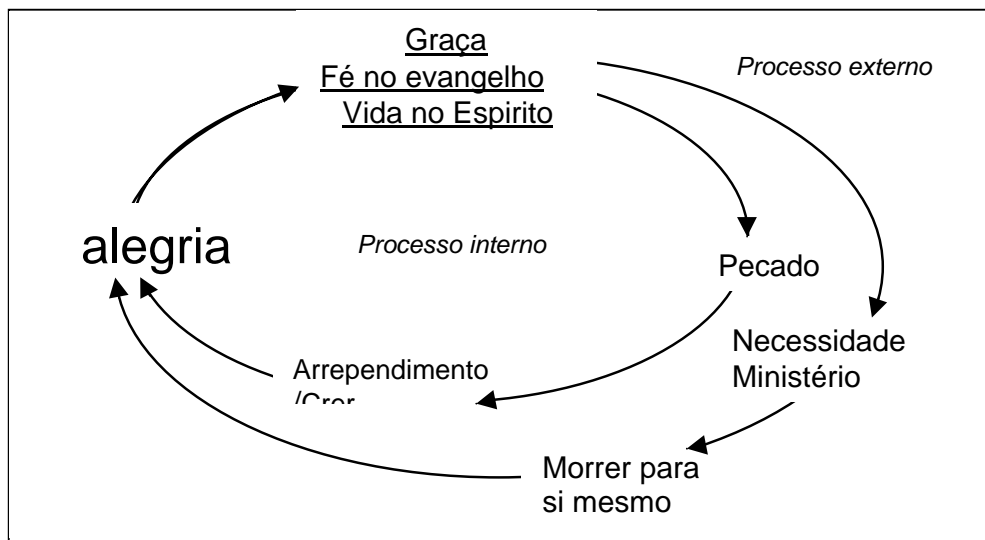 Graça
Fé no evangelho
Vida no Espirito
Processo externo
alegria
Processo interno
Pecado
Necessidade
Ministério
Arrependimento
/Crer
Morrer para
si mesmo